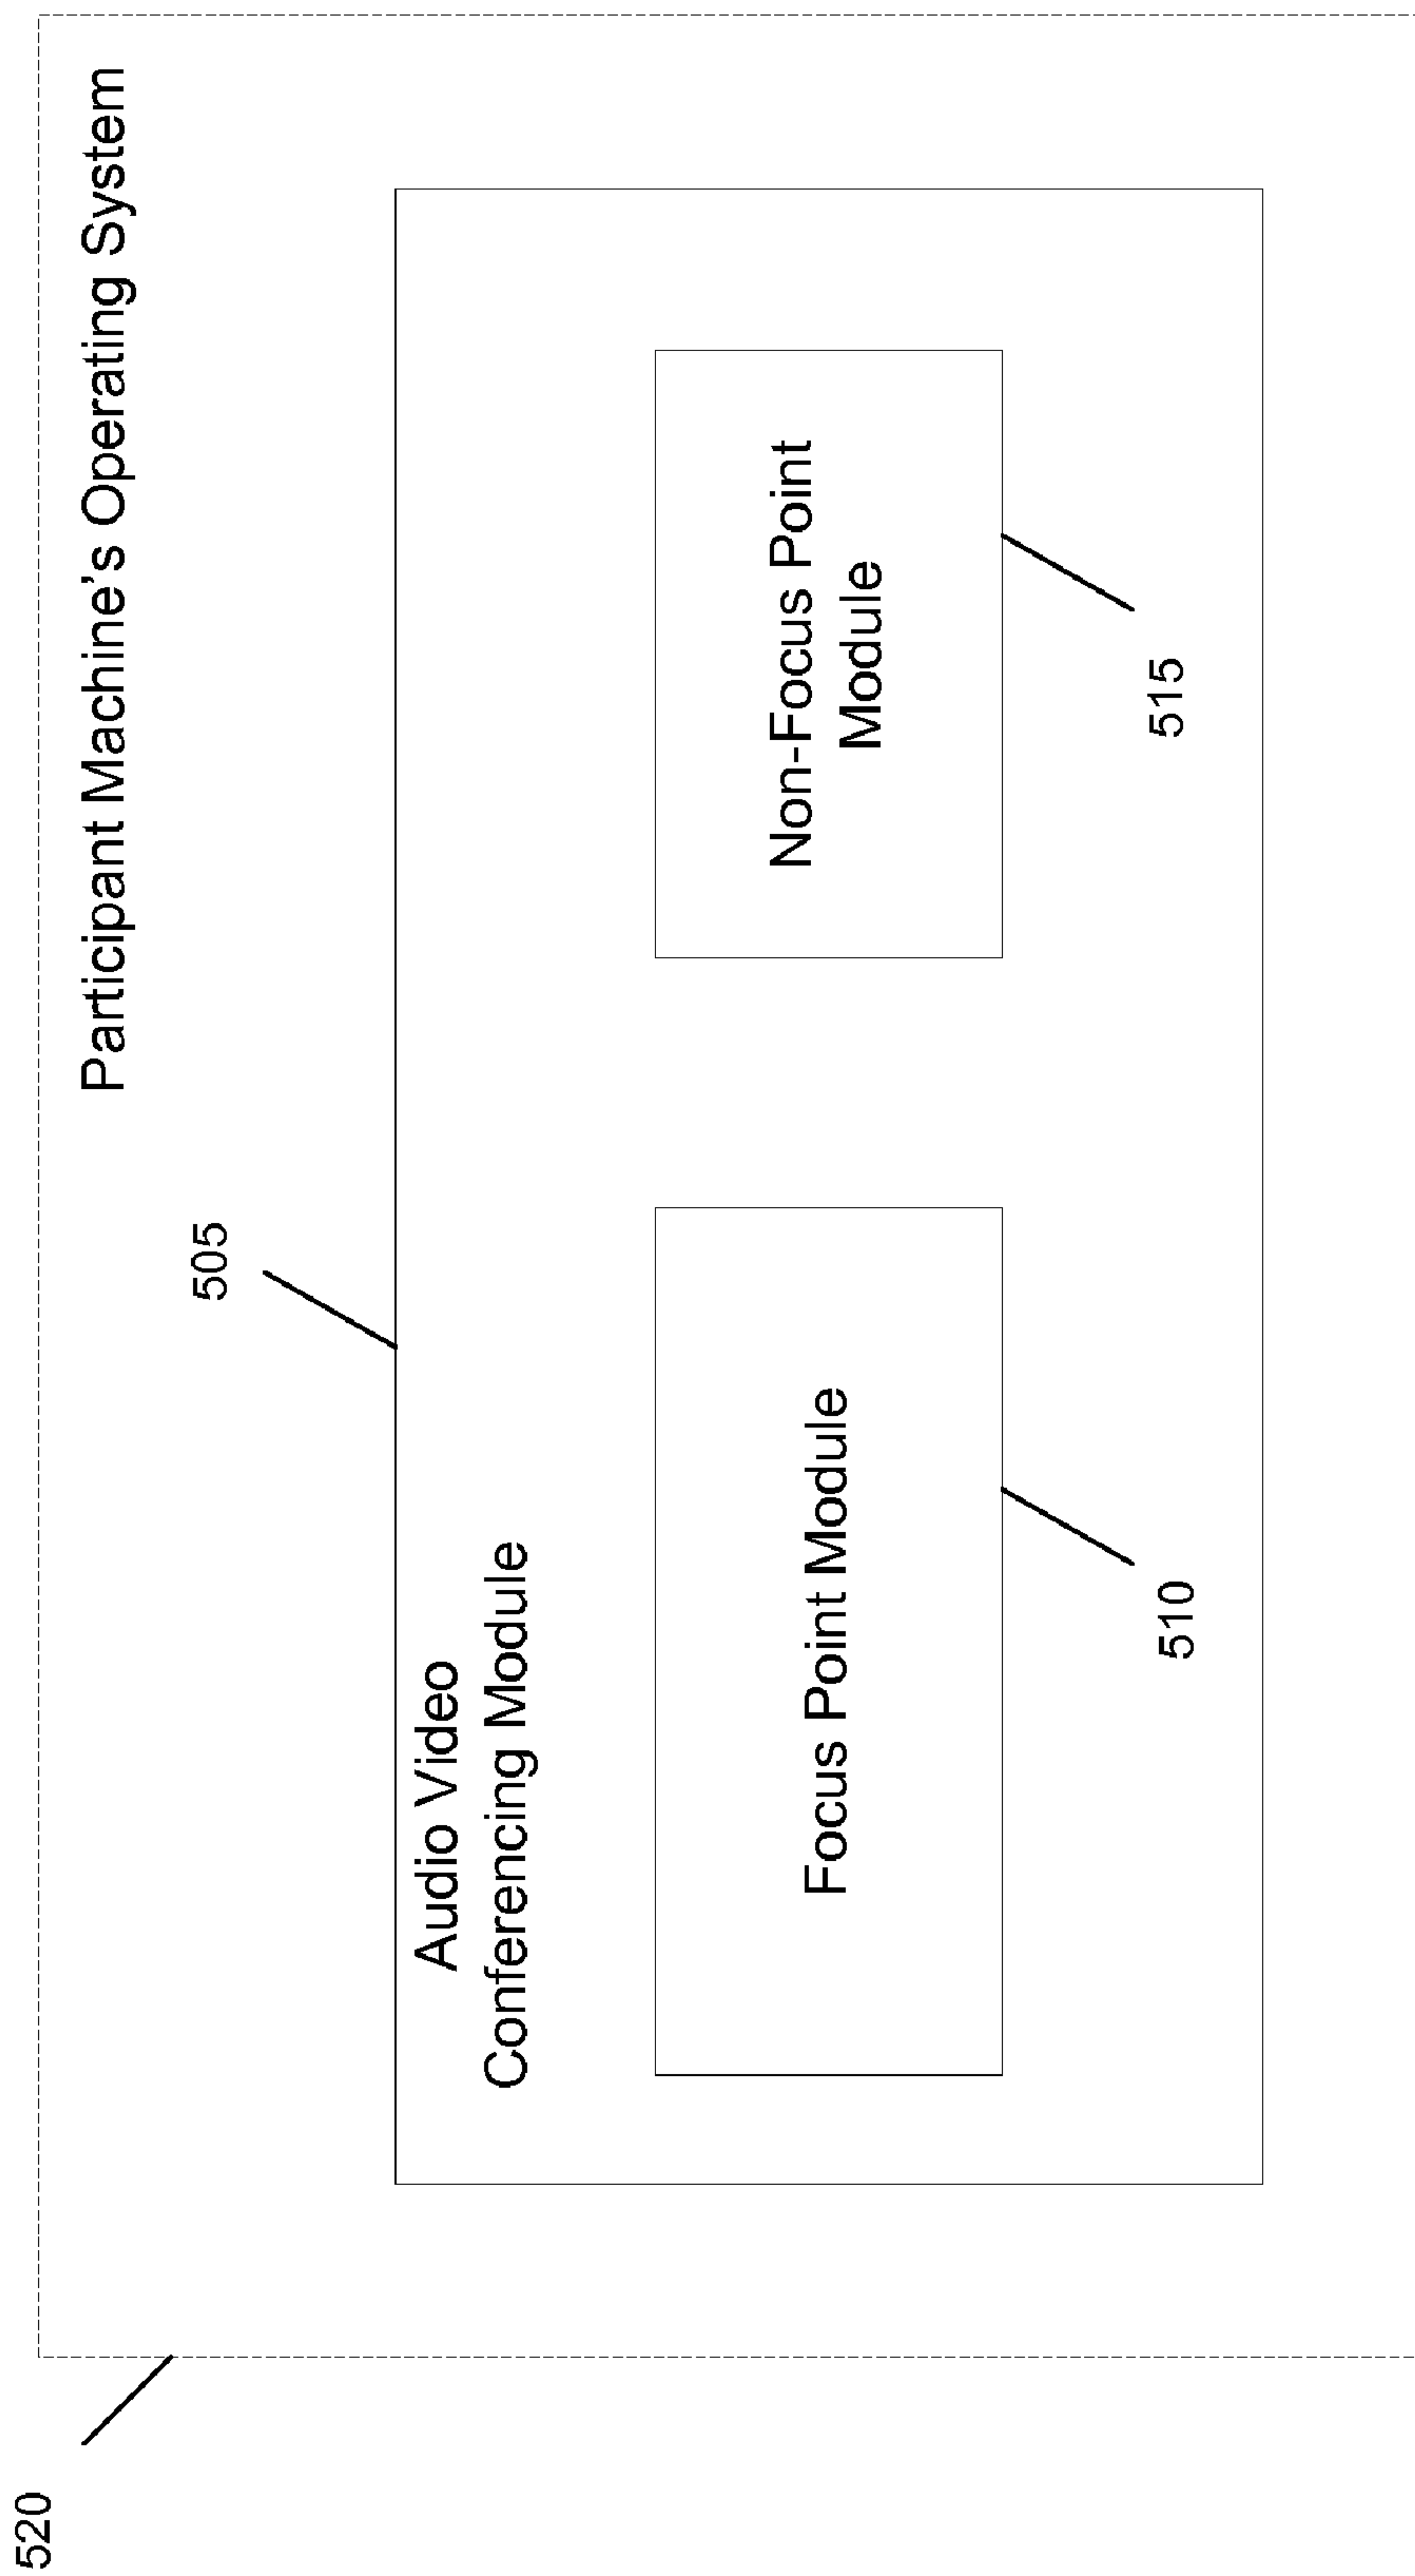 520
Participant Machine's Operating System
505
Audio Video
Conferencing Module
Focus Point Module
Non-Focus Point
Module
510
515